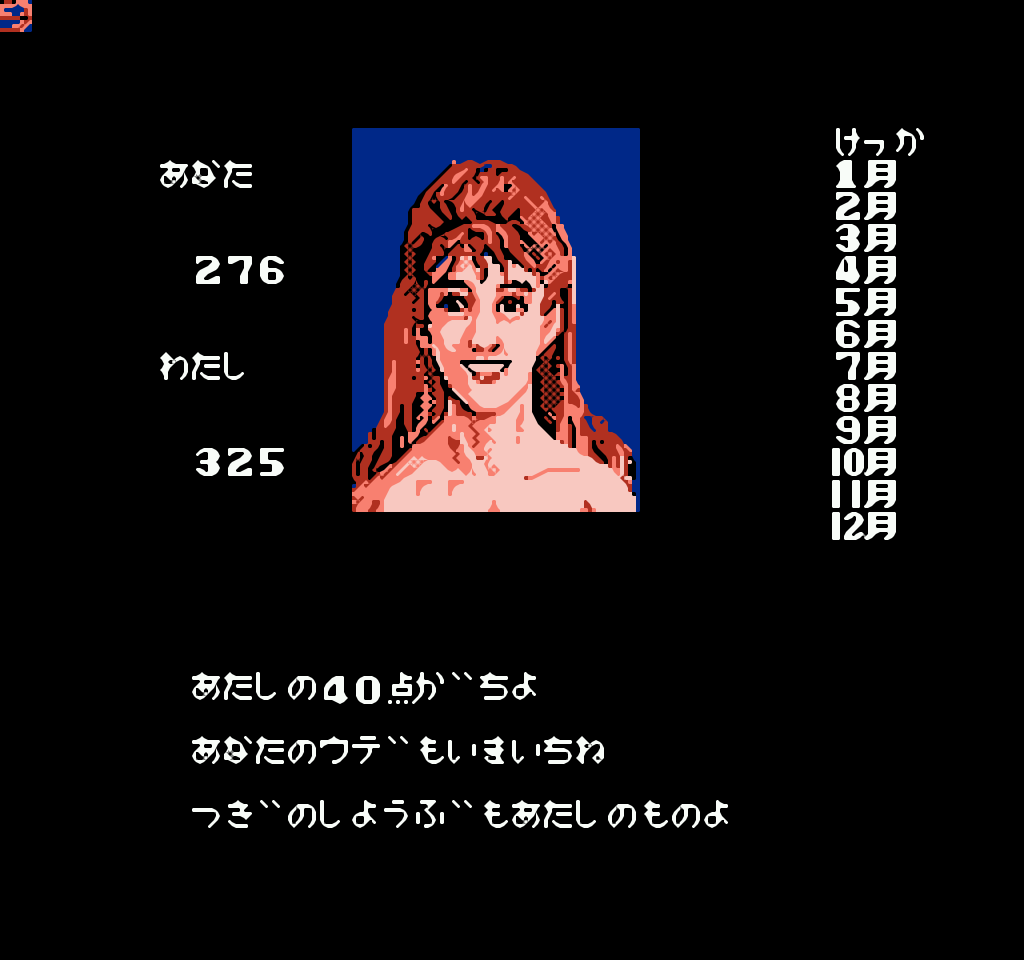 あなた
276
わたし
325
けっか
1月
2月
3月
4月
5月
6月
7月
8月
9月
10月
11月
12月
あたしの40点がちよ
あなたのウデもいまいちね
つぎのしようぶもあたしのものよ